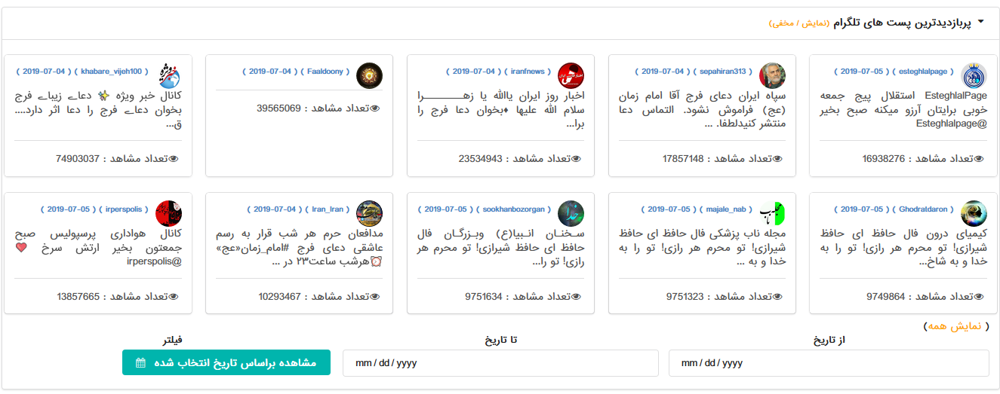 پربازدیدترین پست های تلگرام (نمایش / مخفی)
( esteghlalpage ) ( 2019-07-05 )
EsteghlalPage استقلال پیج جمعه
خوبی برایتان آرزو میکنه صبح بخیر
@Esteghlalpage
تعداد مشاهد : 16938276
( sepahiran313 ) ( 2019-07-04 )
سپاه ایران دعای فرج آقا امام زمان
(عج) فراموش نشود. التماس دعا
منتشر کنیدلطفا. ...
تعداد مشاهد : 17857148
( iranfnews ) ( 2019-07-04 )
اخبار روز ایران یاالله یا زهـــــــــرا
سلام الله علیها ♦بخوان دعا فرج را
برا...
تعداد مشاهد : 23534943
( Faaldoony ) ( 2019-07-04 )
تعداد مشاهد : 39565069
( khabare_vijeh100 ) ( 2019-07-04 )
کانال خبر ویژه ✨ دعاے زیباے فرج
بخوان دعاے فرج را دعا اثر دارد....
ق...
تعداد مشاهد : 74903037
( Ghodratdaron ) ( 2019-07-05 )
کیمیای درون فال حافظ ای حافظ
شیرازی! تو محرم هر رازی! تو را به
خدا و به شاخ...
تعداد مشاهد : 9749864
( majale_nab ) ( 2019-07-05 )
مجله ناب پزشکی فال حافظ ای حافظ
شیرازی! تو محرم هر رازی! تو را به
خدا و به ...
تعداد مشاهد : 9751323
( sookhanbozorgan ) ( 2019-07-05 )
سـخنـان انـبیا(ع) وبـزرگـان فال
حافظ ای حافظ شیرازی! تو محرم هر
رازی! تو را...
تعداد مشاهد : 9751634
( Iran_Iran ) ( 2019-07-04 )
مدافعان حرم هر شب قرار به رسم
عاشقی دعای فرج #امام_زمان«عج»
⏰هرشب ساعت۲۳ در ...
تعداد مشاهد : 10293467
( irperspolis ) ( 2019-07-05 )
کانال هواداری پرسپولیس صبح
جمعتون بخیر ارتش سرخ ❤
@irperspolis
تعداد مشاهد : 13857665
( نمایش همه)
از تاریخ
تا تاریخ
فیلتر
mm / dd / yyyy
mm / dd / yyyy
مشاهده براساس تاریخ انتخاب شده